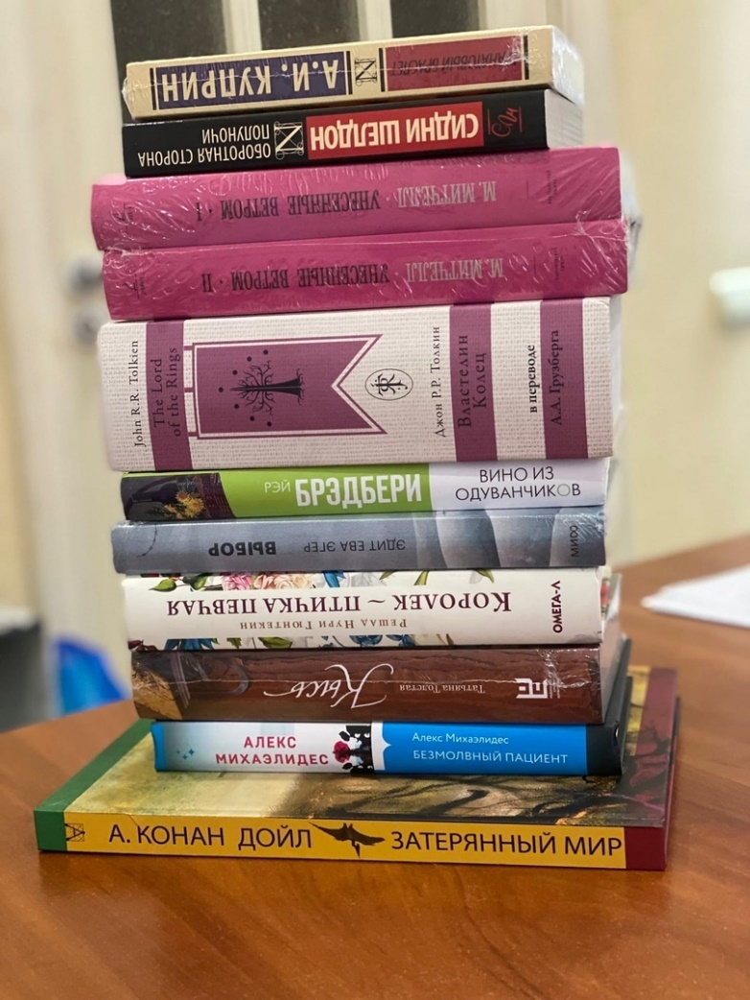 А.И. КУПРИН
ГРАНАТОВЫЙ БРАСЛЕТ
СИДНИ ШЕЛДОН
ОБОРОТНАЯ СТОРОНА
ПОЛУНОЧИ
М. МИТЧЕЛЛ · УНЕСЕННЫЕ ВЕТРОМ · I
М. МИТЧЕЛЛ · УНЕСЕННЫЕ ВЕТРОМ · II
John R.R. Tolkien
The Lord
of the Rings
Джон Р.Р. Толкин
Властелин
Колец
в переводе
А.А. Грузберга
РЭЙ БРЭДБЕРИ
ВИНО ИЗ
ОДУВАНЧИКОВ
ЭДИТ ЕВА ЭГЕР ВЫБОР
МИФ
РЕШАД НУРИ ГЮНТЕКИН
КОРОЛЕК – ПТИЧКА ПЕВЧАЯ
ОМЕГА-Л
Татьяна Толстая Кысь
АЛЕКС
МИХАЭЛИДЕС
Алекс Михаэлидес
БЕЗМОЛВНЫЙ ПАЦИЕНТ
А. КОНАН ДОЙЛ ЗАТЕРЯННЫЙ МИР